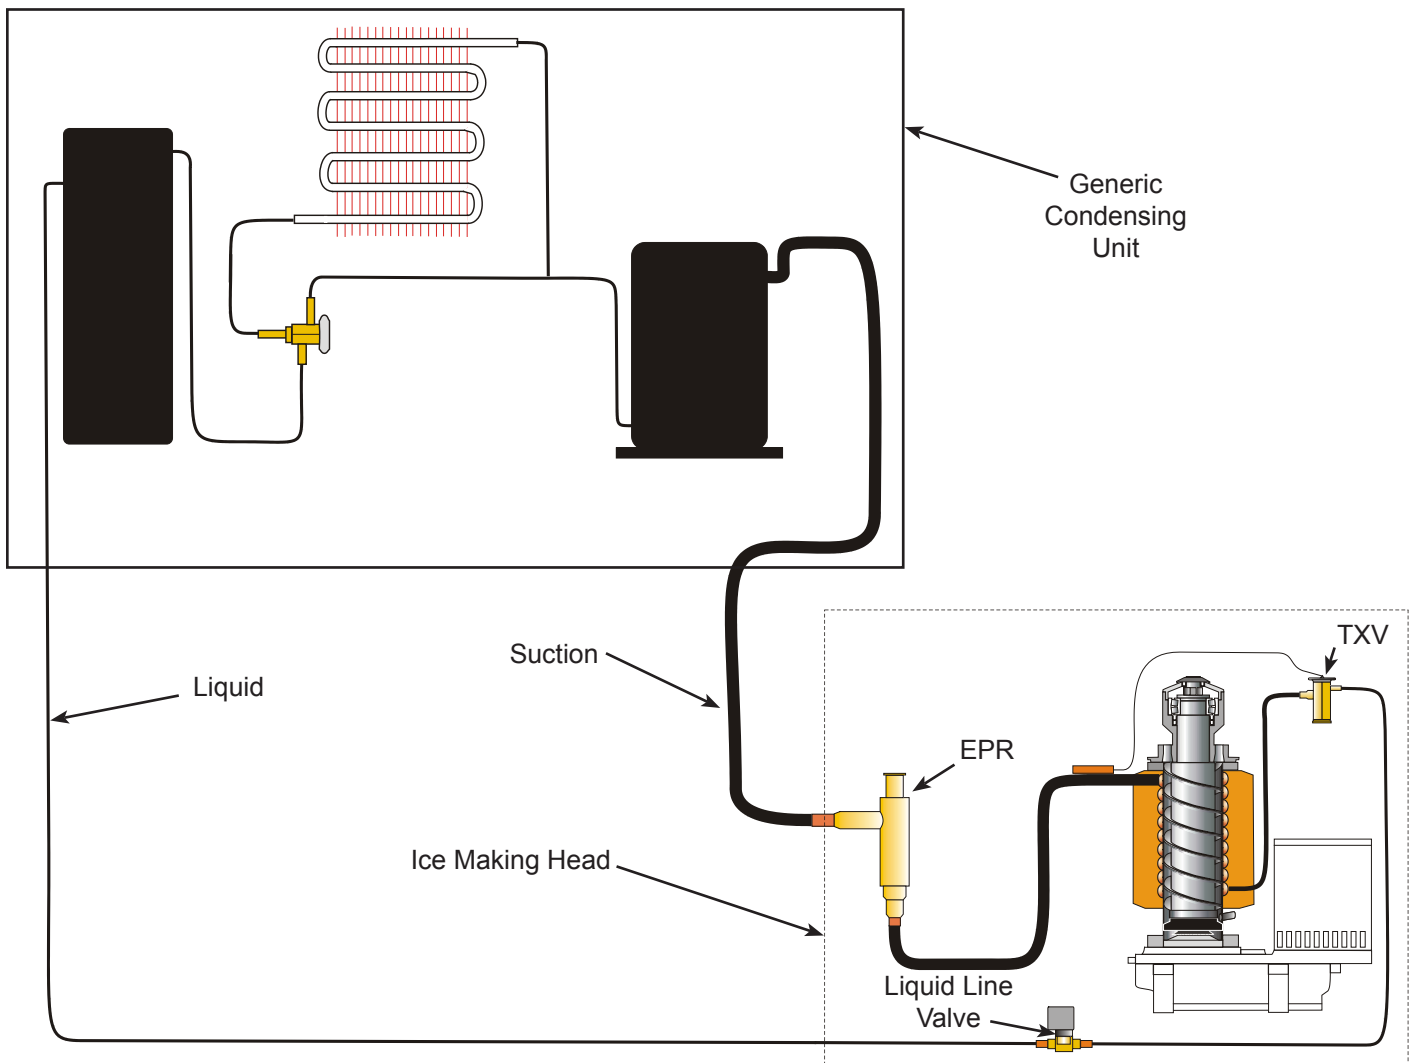 Generic
Condensing
Unit
TXV
Suction
Liquid
EPR
Ice Making Head
Liquid Line
Valve